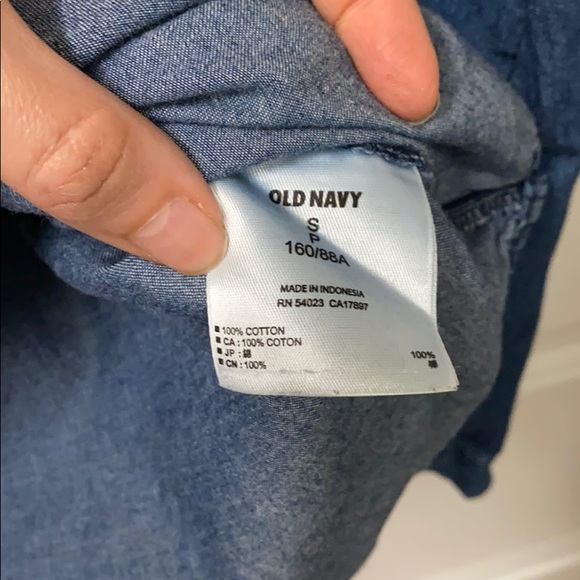 OLD NAVY
S
P
160/88A
MADE IN INDONESIA
RN 54023 CA17897
100% COTTON
CA : 100% COTON
JP : 綿 100%
CN : 100% 棉